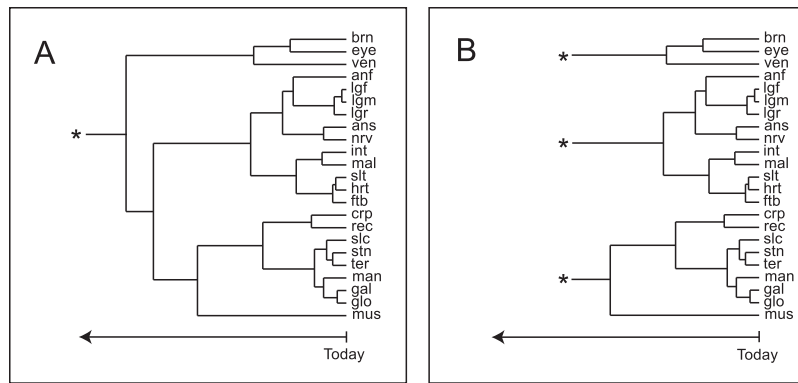 A
brn
eye
ven
anf
lgf
lgm
lgr
ans
nrv
int
mal
slt
hrt
ftb
crp
rec
slc
stn
ter
man
gal
glo
mus
*
Today
B
brn
eye
ven
anf
lgf
lgm
lgr
ans
nrv
int
mal
slt
hrt
ftb
crp
rec
slc
stn
ter
man
gal
glo
mus
*
*
*
Today